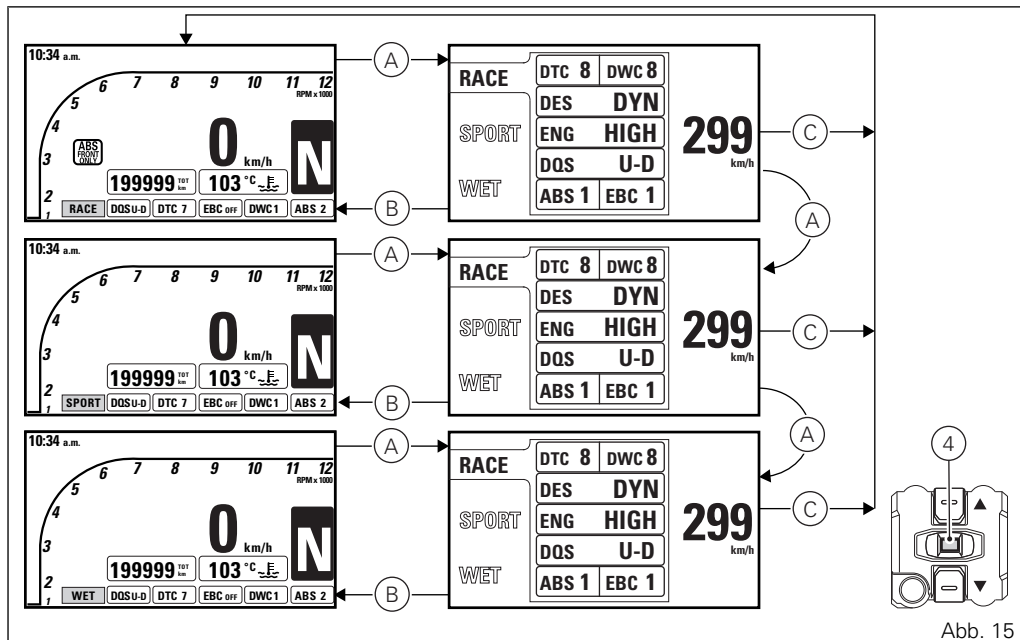 10:34 a.m.
1 2 3 4 5 6 7 8 9 10 11 12
RPM x 1000
ABS
FRONT
ONLY
0 km/h
N
199999 TOT km
103 °C
RACE DQS U-D DTC 7 EBC OFF DWC 1 ABS 2
A
B
RACE
SPORT
WET
DTC 8 DWC 8
DES DYN
ENG HIGH
DQS U-D
ABS 1 EBC 1
299
km/h
C
A
10:34 a.m.
1 2 3 4 5 6 7 8 9 10 11 12
RPM x 1000
0 km/h
N
199999 TOT km
103 °C
SPORT DQS U-D DTC 7 EBC OFF DWC 1 ABS 2
A
B
RACE
SPORT
WET
DTC 8 DWC 8
DES DYN
ENG HIGH
DQS U-D
ABS 1 EBC 1
299
km/h
C
A
10:34 a.m.
1 2 3 4 5 6 7 8 9 10 11 12
RPM x 1000
0 km/h
N
199999 TOT km
103 °C
WET DQS U-D DTC 7 EBC OFF DWC 1 ABS 2
A
B
RACE
SPORT
WET
DTC 8 DWC 8
DES DYN
ENG HIGH
DQS U-D
ABS 1 EBC 1
299
km/h
C
4
Abb. 15